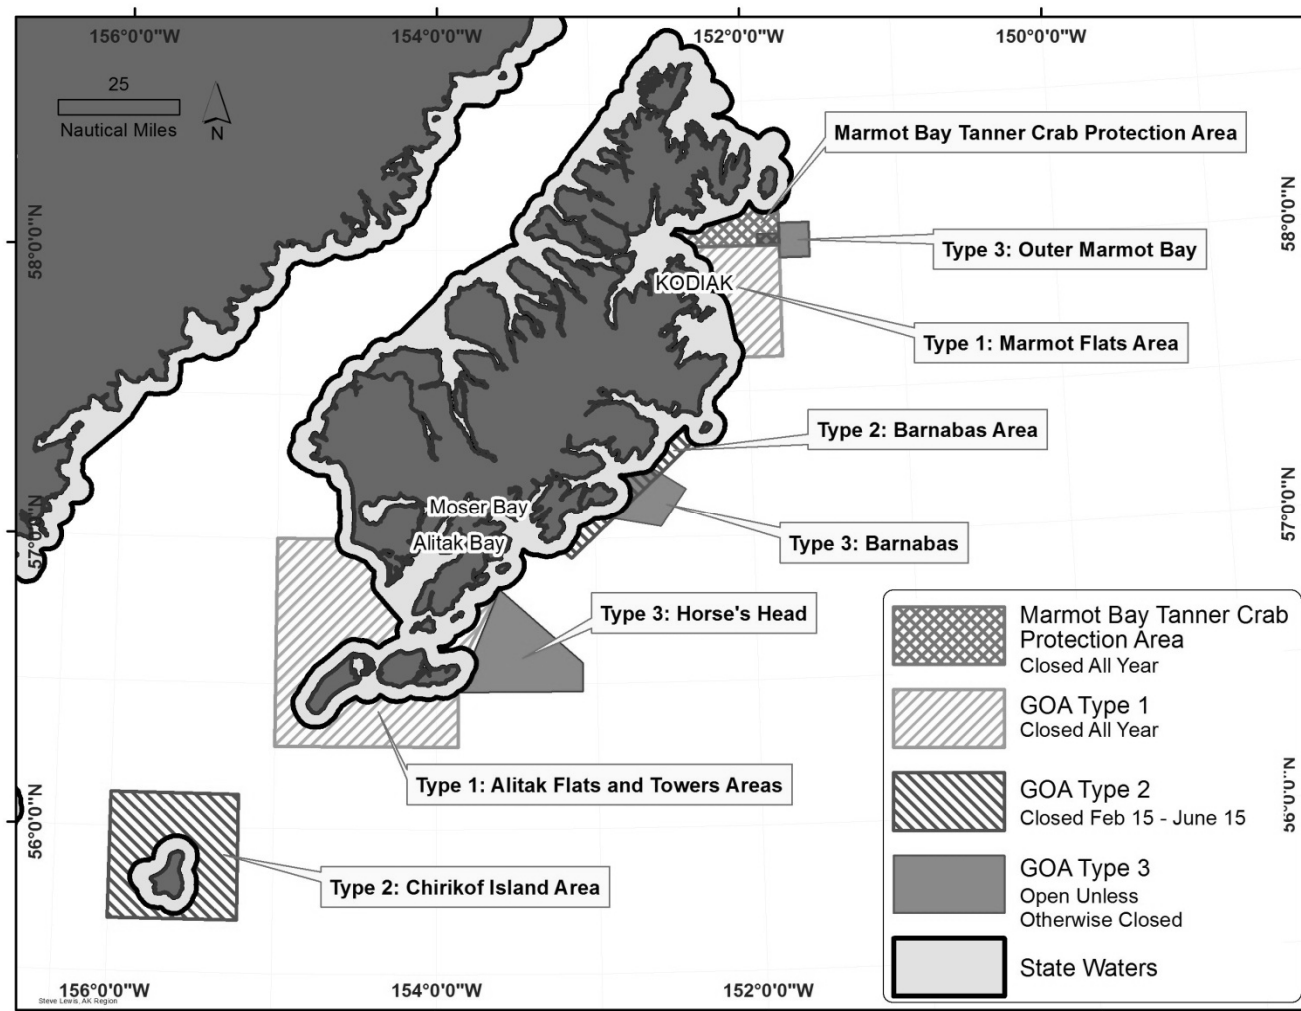 156°0'0"W
154°0'0"W
152°0'0"W
150°0'0"W
25
Nautical Miles
N
Marmot Bay Tanner Crab Protection Area
58°0'0"N
58°0'0"N
Type 3: Outer Marmot Bay
KODIAK
Type 1: Marmot Flats Area
Type 2: Barnabas Area
Moser Bay
57°0'0"N
57°0'0"N
Alitak Bay
Type 3: Barnabas
Type 3: Horse's Head
Marmot Bay Tanner Crab
Protection Area
Closed All Year
GOA Type 1
Closed All Year
Type 1: Alitak Flats and Towers Areas
56°0'0"N
56°0'0"N
GOA Type 2
Closed Feb 15 - June 15
Type 2: Chirikof Island Area
GOA Type 3
Open Unless
Otherwise Closed
State Waters
156°0'0"W
154°0'0"W
152°0'0"W
Steve Lewis, AK Region